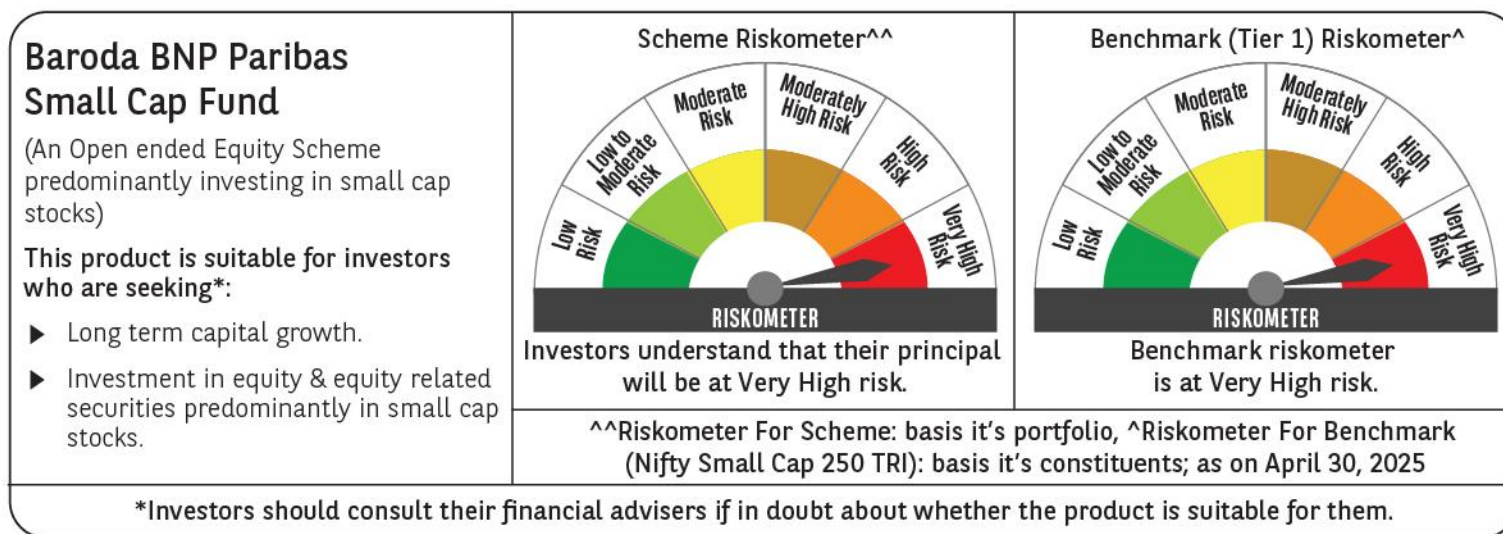 Baroda BNP Paribas
Small Cap Fund
(An Open ended Equity Scheme
predominantly investing in small cap
stocks)
This product is suitable for investors
who are seeking*:
▶ Long term capital growth.
▶ Investment in equity & equity related
securities predominantly in small cap
stocks.
Scheme Riskometer^^
Low
Risk
Low to
Moderate
Risk
Moderate
Risk
Moderately
High Risk
High
Risk
Very High
Risk
RISKOMETER
Investors understand that their principal
will be at Very High risk.
Benchmark (Tier 1) Riskometer^
Low
Risk
Low to
Moderate
Risk
Moderate
Risk
Moderately
High Risk
High
Risk
Very High
Risk
RISKOMETER
Benchmark riskometer
is at Very High risk.
^^Riskometer For Scheme: basis it's portfolio, ^Riskometer For Benchmark
(Nifty Small Cap 250 TRI): basis it's constituents; as on April 30, 2025
*Investors should consult their financial advisers if in doubt about whether the product is suitable for them.